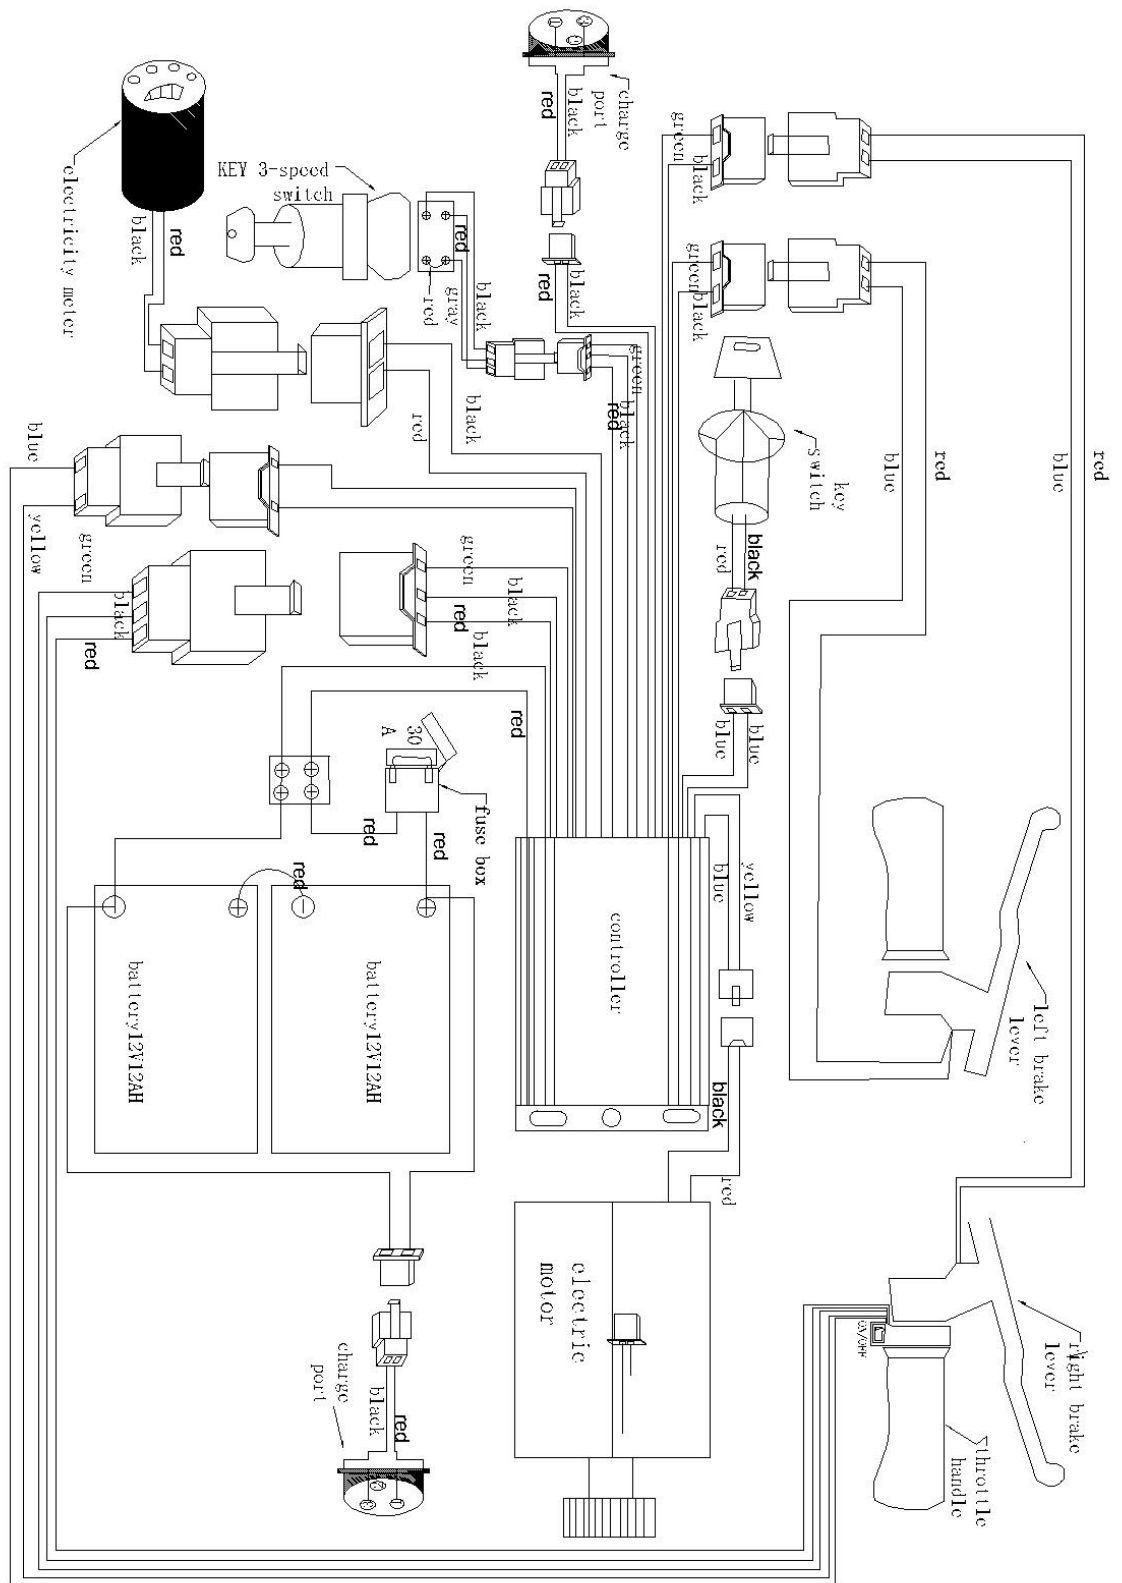 charge
port
black
red
electricity meter
black
red
KEY 3-speed
switch
red
gray
red
black
black
red
green
black
red
black
red
black
green
black
green
black
key
switch
black
red
blue
blue
red
blue
red
blue
blue
yellow
green
black
red
green
black
red
black
red
30
A
fuse box
red
red
red
battery12V12AH
battery12V12AH
controller
blue
yellow
black
red
electric
motor
left brake
lever
right brake
lever
ON/OFF
throttle
handle
charge
port
black
red